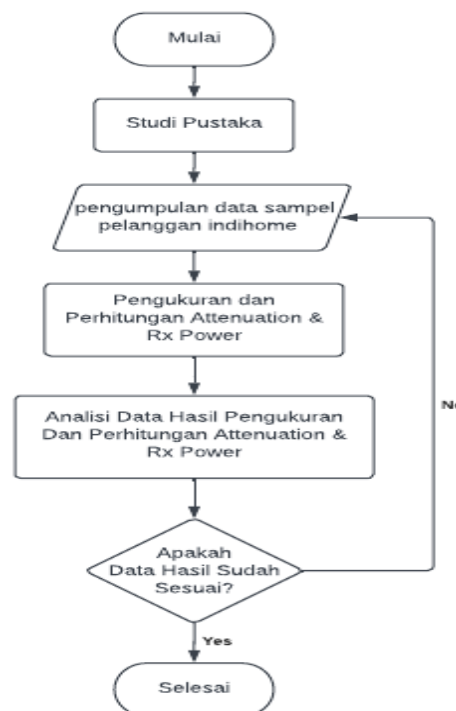 Mulai
Studi Pustaka
pengumpulan data sampel
pelanggan indihome
Pengukuran dan
Perhitungan Attenuation &
Rx Power
Analisi Data Hasil Pengukuran
Dan Perhitungan Attenuation &
Rx Power
Apakah
Data Hasil Sudah
Sesuai?
Yes
Selesai